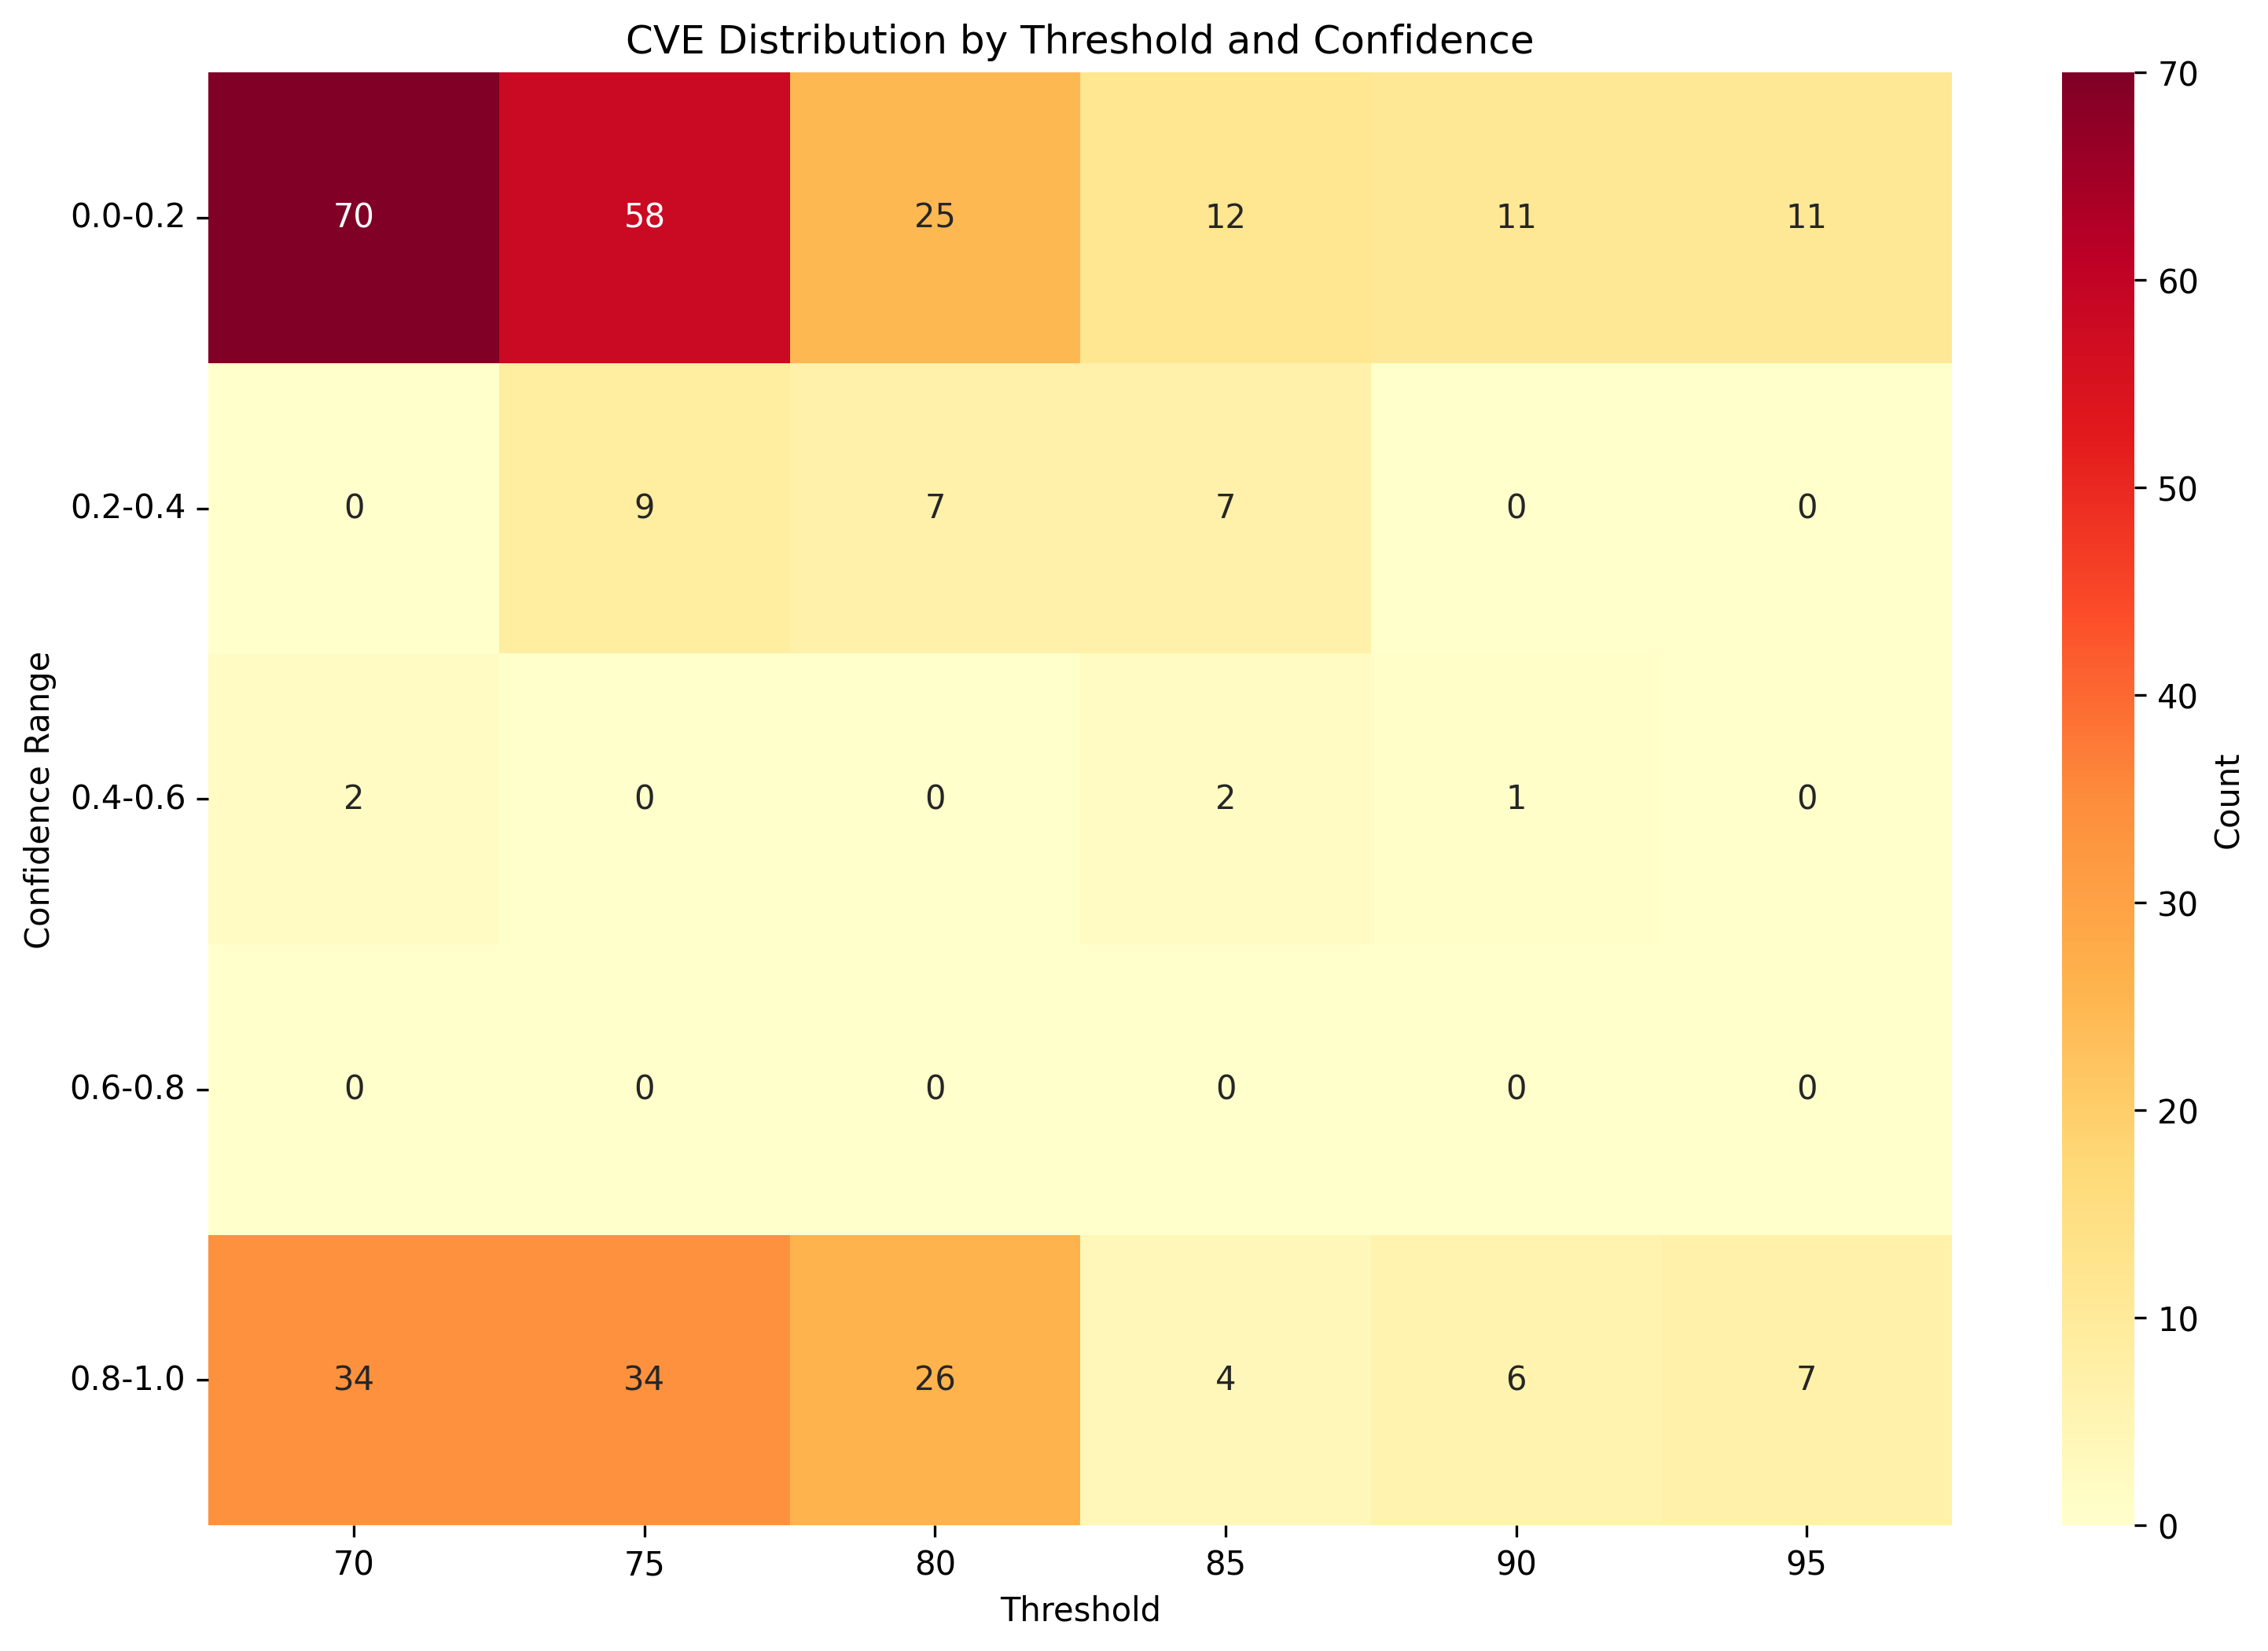 CVE Distribution by Threshold and Confidence
Confidence Range
0.0-0.2 70 58 25 12 11 11
0.2-0.4 0 9 7 7 0 0
0.4-0.6 2 0 0 2 1 0
0.6-0.8 0 0 0 0 0 0
0.8-1.0 34 34 26 4 6 7
70 75 80 85 90 95
Threshold
70
60
50
40
30
20
10
0
Count